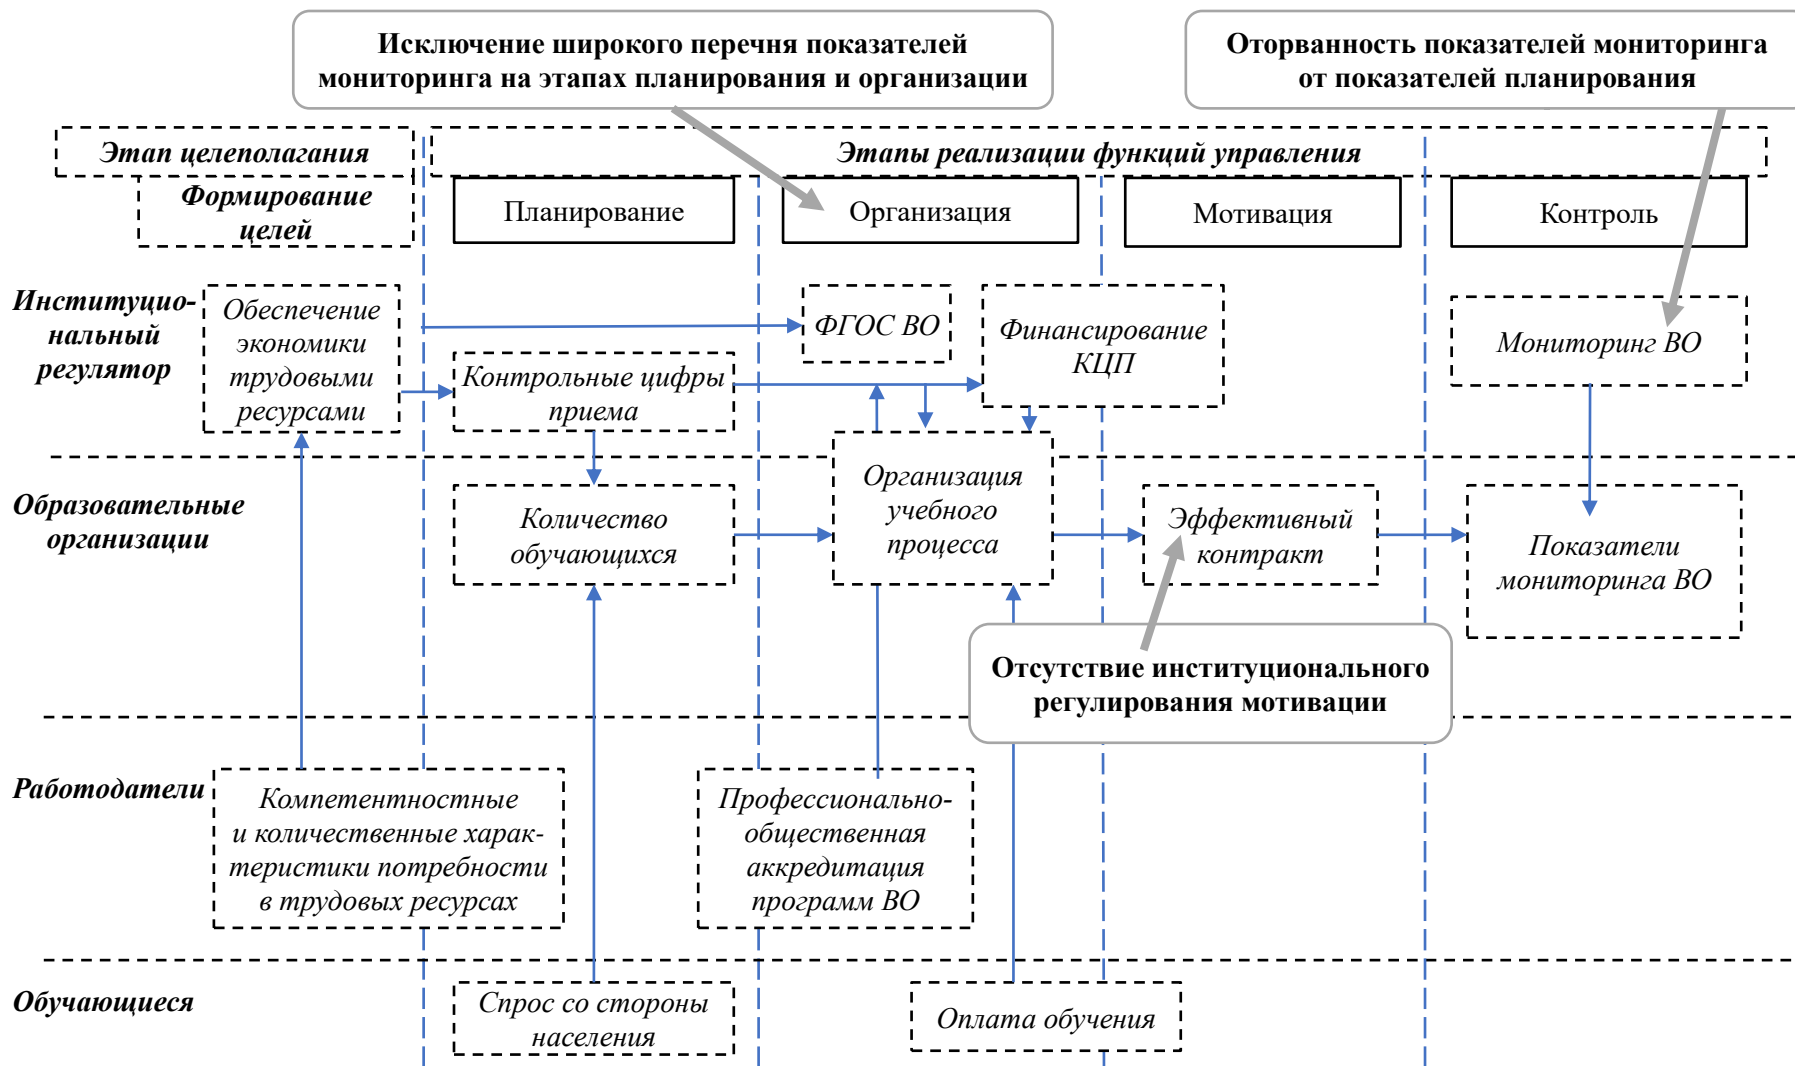 Исключение широкого перечня показателей
мониторинга на этапах планирования и организации
Оторванность показателей мониторинга
от показателей планирования
Этап целеполагания
Этапы реализации функций управления
Формирование
целей
Планирование
Организация
Мотивация
Контроль
Институцио-
нальный
регулятор
Обеспечение
экономики
трудовыми
ресурсами
Контрольные цифры
приема
ФГОС ВО
Финансирование
КЦП
Мониторинг ВО
Образовательные
организации
Количество
обучающихся
Организация
учебного
процесса
Эффективный
контракт
Показатели
мониторинга ВО
Отсутствие институционального
регулирования мотивации
Работодатели
Компетентностные
и количественные харак-
теристики потребности
в трудовых ресурсах
Профессионально-
общественная
аккредитация
программ ВО
Обучающиеся
Спрос со стороны
населения
Оплата обучения